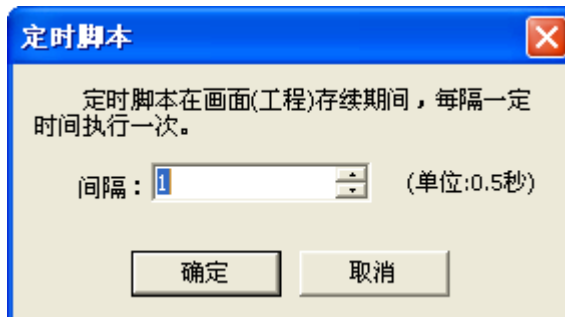 定时脚本
定时脚本在画面(工程)存续期间，每隔一定
时间执行一次。
间隔： 1 (单位:0.5秒)
确定 取消